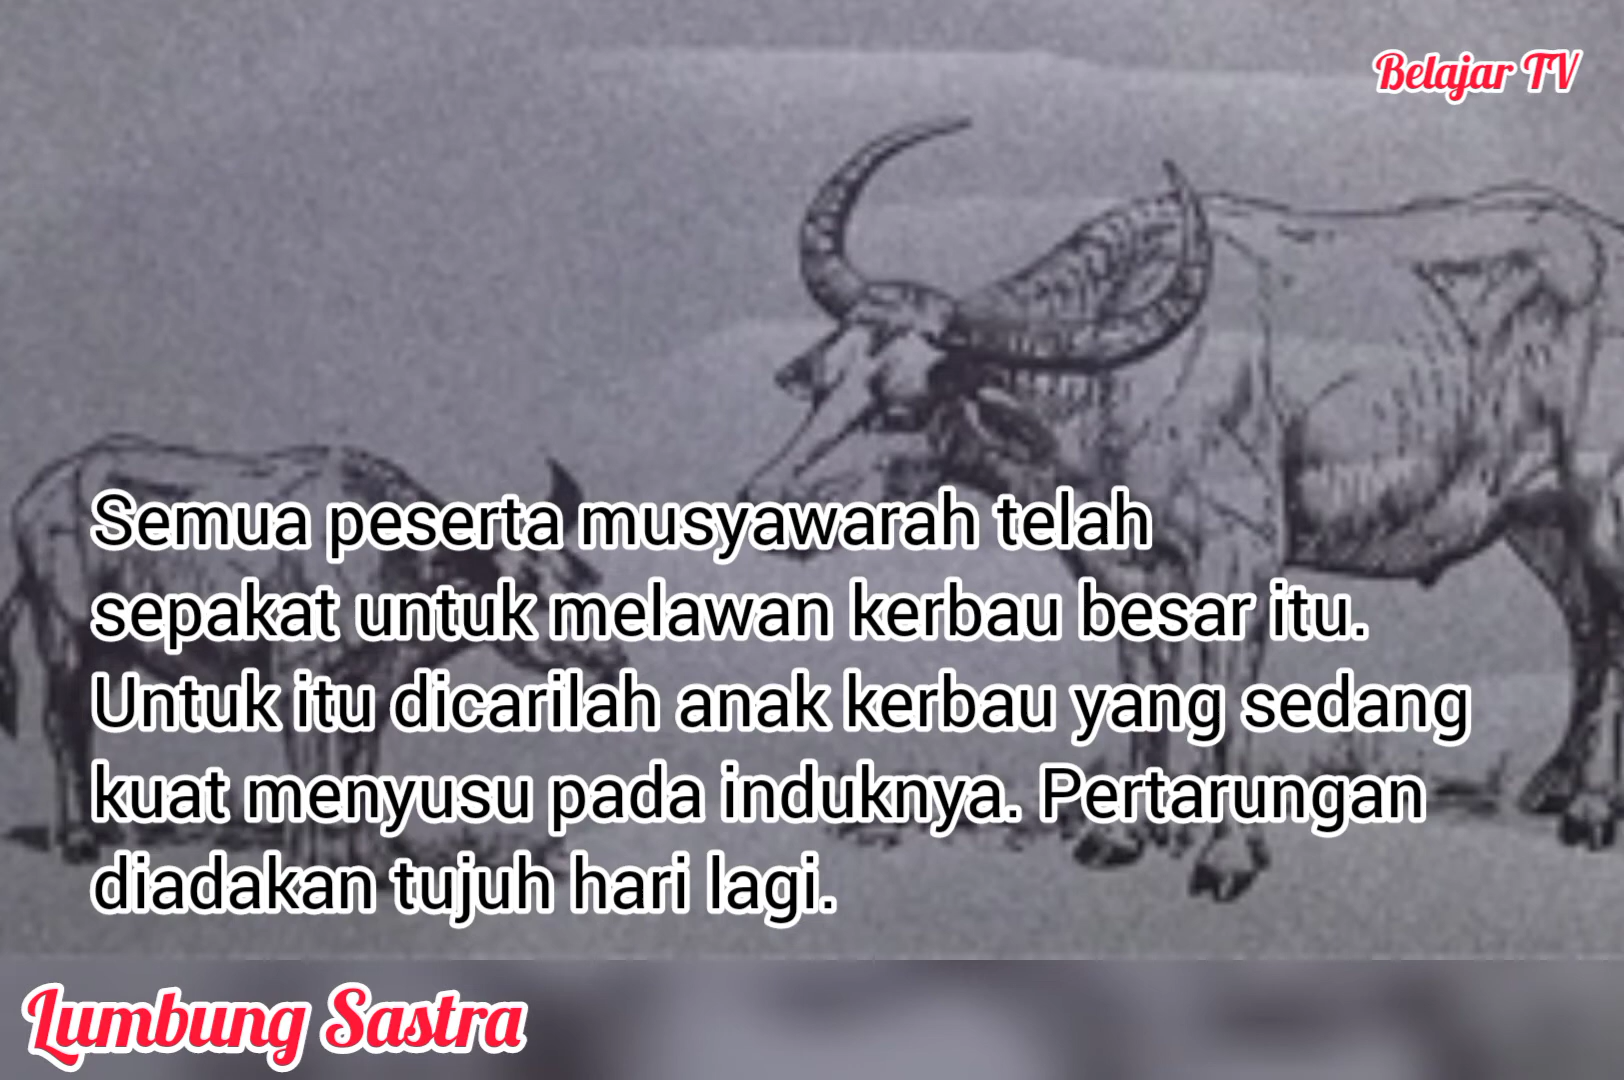 Belajar TV
Semua peserta musyawarah telah
sepakat untuk melawan kerbau besar itu.
Untuk itu dicarilah anak kerbau yang sedang
kuat menyusu pada induknya. Pertarungan
diadakan tujuh hari lagi.
Lumbung Sastra